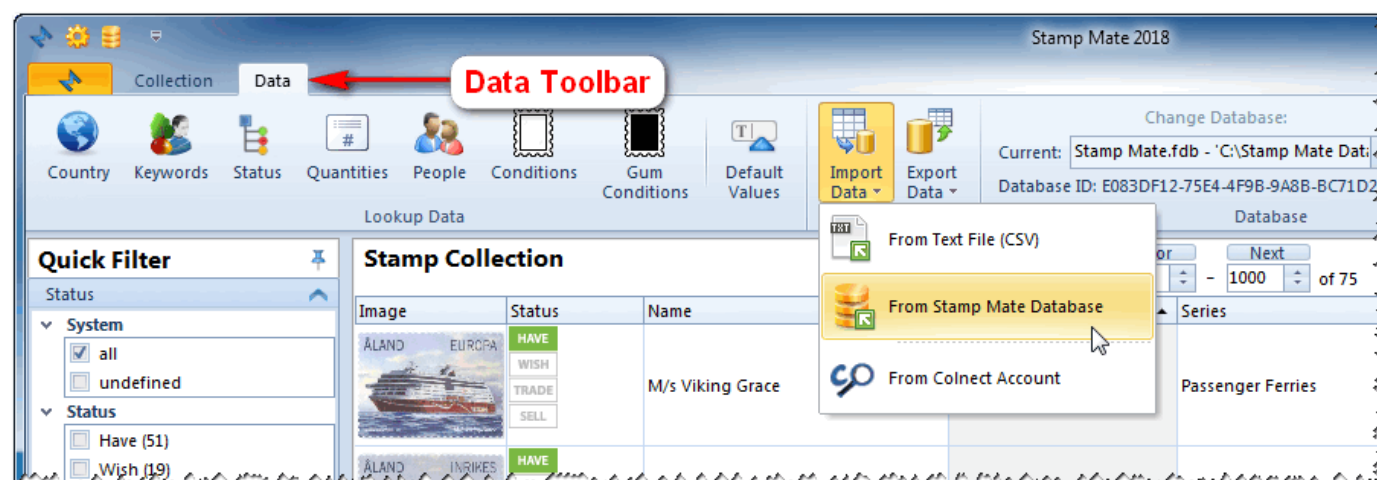 Stamp Mate 2018
Collection Data
Data Toolbar
Country Keywords Status Quantities People Conditions Gum Conditions Default Values Import Data Export Data
#
T
Lookup Data
Change Database:
Current: Stamp Mate.fdb - 'C:\Stamp Mate Data
Database ID: E083DF12-75E4-4F9B-9A8B-BC71D2
Database
TXT
From Text File (CSV)
From Stamp Mate Database
From Colnect Account
Quick Filter
Status
System
all
undefined
Status
Have (51)
Wish (19)
Stamp Collection
Next
– 1000 of 75
Image Status Name Series
ÅLAND EUROPA
HAVE
WISH
TRADE
SELL
M/s Viking Grace
Passenger Ferries
ÅLAND INRIKES
HAVE